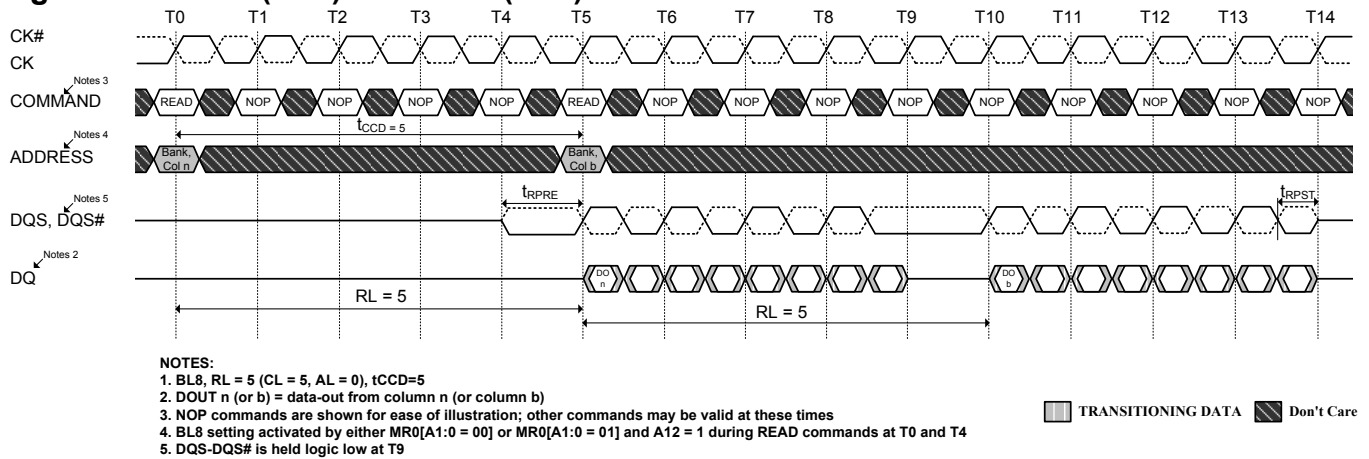 T0 T1 T2 T3 T4 T5 T6 T7 T8 T9 T10 T11 T12 T13 T14
CK#
CK
Notes 3
COMMAND READ NOP NOP NOP NOP READ NOP NOP NOP NOP NOP NOP NOP NOP NOP
tCCD = 5
Notes 4
ADDRESS
Bank, Col n
Bank, Col b
tRPRE
tRPST
Notes 5
DQS, DQS#
Notes 2
DQ
DO n
DO b
RL = 5
RL = 5
NOTES:
1. BL8, RL = 5 (CL = 5, AL = 0), tCCD=5
2. DOUT n (or b) = data-out from column n (or column b)
3. NOP commands are shown for ease of illustration; other commands may be valid at these times
4. BL8 setting activated by either MR0[A1:0 = 00] or MR0[A1:0 = 01] and A12 = 1 during READ commands at T0 and T4
5. DQS-DQS# is held logic low at T9
TRANSITIONING DATA
Don't Care